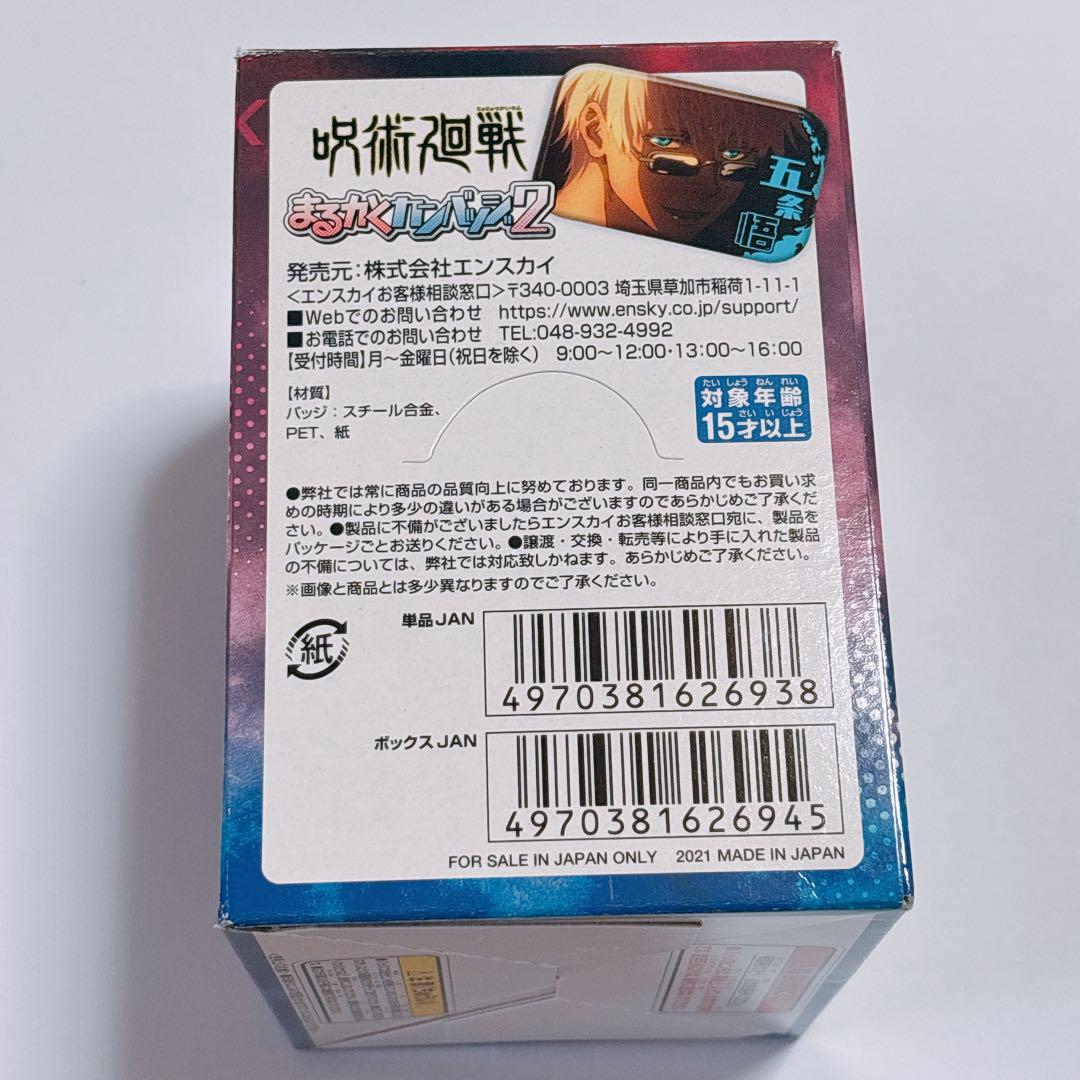 じゅじゅつかいせん
呪術廻戦
まるかくカンバッジ2
五条悟
発売元:株式会社エンスカイ
<エンスカイお客様相談窓口>〒340-0003 埼玉県草加市稲荷1-11-1
■Webでのお問い合わせ https://www.ensky.co.jp/support/
■お電話でのお問い合わせ TEL:048-932-4992
【受付時間】月〜金曜日(祝日を除く) 9:00〜12:00・13:00〜16:00
【材質】
バッジ:スチール合金、
PET、紙
たいしょうねんれい
対象年齢
さいいじょう
15才以上
●弊社では常に商品の品質向上に努めております。同一商品内でもお買い求
めの時期により多少の違いがある場合がございますのであらかじめご了承くだ
さい。●製品に不備がございましたらエンスカイお客様相談窓口宛に、製品を
パッケージごとお送りください。●譲渡・交換・転売等により手に入れた製品
の不備については、弊社では対応致しかねます。あらかじめご了承ください。
※画像と商品とは多少異なりますのでご了承ください。
紙
単品JAN
4970381626938
ボックスJAN
4970381626945
FOR SALE IN JAPAN ONLY 2021 MADE IN JAPAN